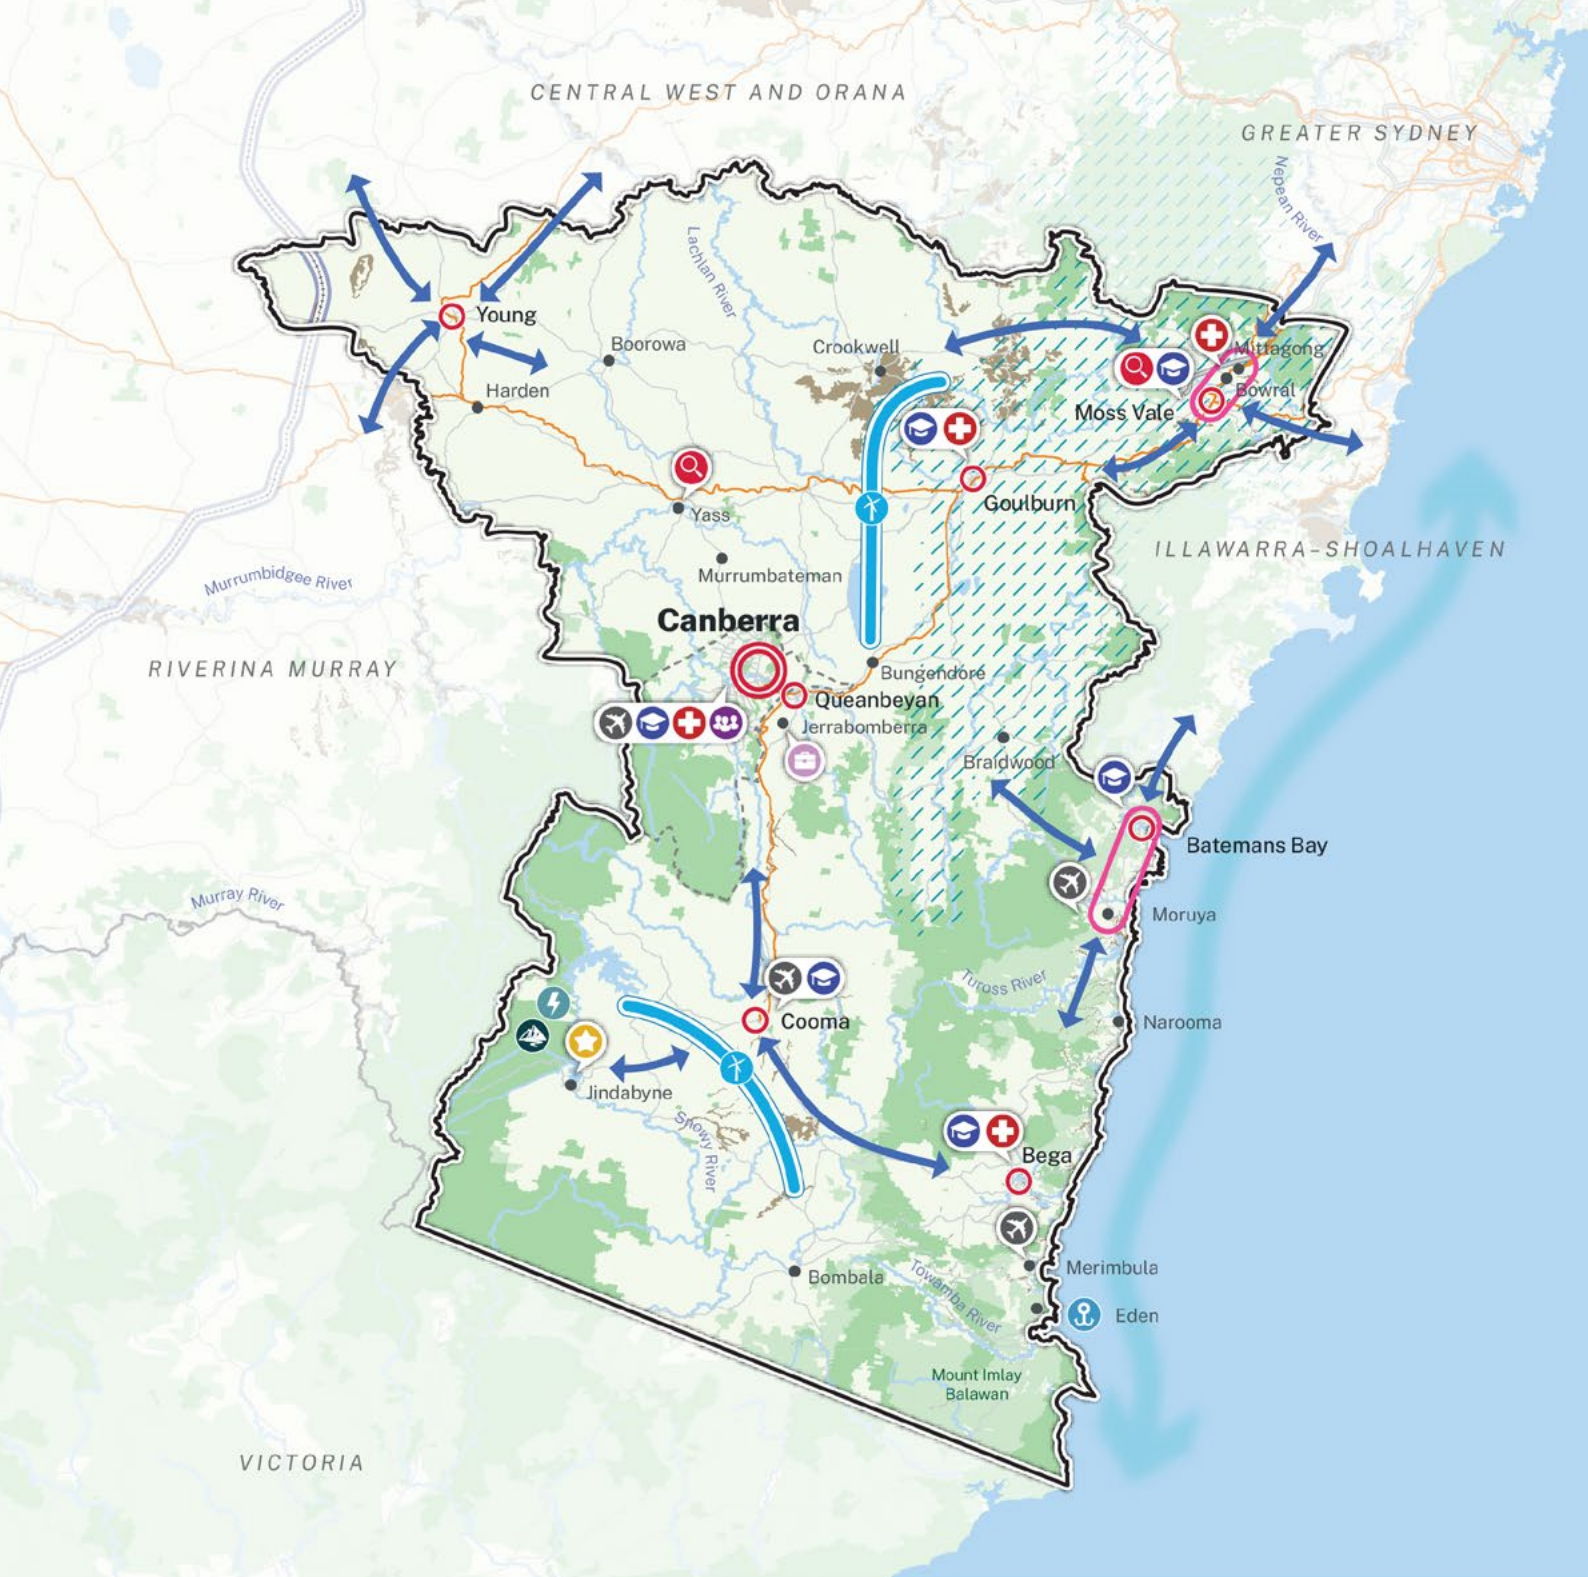 CENTRAL WEST AND ORANA
GREATER SYDNEY
Nepean River
Lachlan River
Young
Boorowa
Crookwell
Mittagong
Harden
Bowral
Moss Vale
Goulburn
Yass
ILLAWARRA–SHOALHAVEN
Murrumbateman
Murrumbidgee River
Canberra
RIVERINA MURRAY
Bungendore
Queanbeyan
Jerrabomberra
Braidwood
Batemans Bay
Murray River
Moruya
Tuross River
Cooma
Narooma
Jindabyne
Snowy River
Bega
Merimbula
Bombala
Towamba River
Eden
Mount Imlay
Balawan
VICTORIA